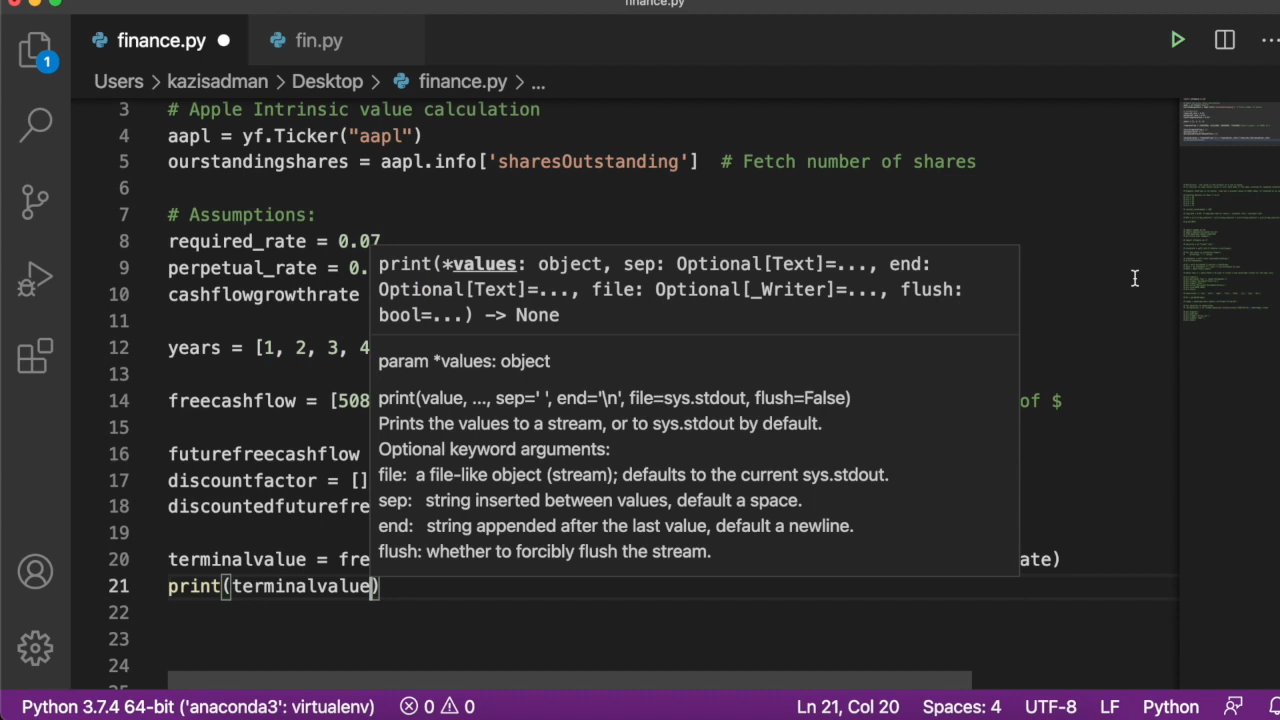 finance.py
finance.py
fin.py
1
Users > kazisadman > Desktop > finance.py > ...
3 # Apple Intrinsic value calculation
4 aapl = yf.Ticker("aapl")
5 ourstandingshares = aapl.info['sharesOutstanding'] # Fetch number of shares
6
7 # Assumptions:
8 required_rate = 0.07
9 perpetual_rate = 0.
10 cashflowgrowthrate
11
12 years = [1, 2, 3, 4
13
14 freecashflow = [508 of $
15
16 futurefreecashflow
17 discountfactor = []
18 discountedfuturefre
19
20 terminalvalue = fre ate)
21 print(terminalvalue)
22
23
24
print(*values: object, sep: Optional[Text]=..., end:
Optional[Text]=..., file: Optional[_Writer]=..., flush:
bool=...) -> None
param *values: object
print(value, ..., sep=' ', end='\n', file=sys.stdout, flush=False)
Prints the values to a stream, or to sys.stdout by default.
Optional keyword arguments:
file: a file-like object (stream); defaults to the current sys.stdout.
sep: string inserted between values, default a space.
end: string appended after the last value, default a newline.
flush: whether to forcibly flush the stream.
Python 3.7.4 64-bit ('anaconda3': virtualenv) 0 0 Ln 21, Col 20 Spaces: 4 UTF-8 LF Python